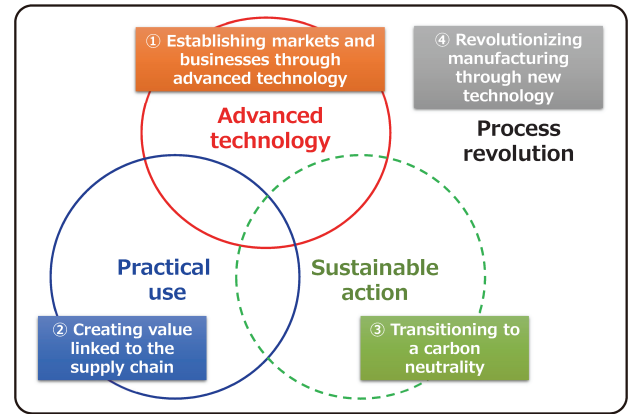 ① Establishing markets and
businesses through
advanced technology
④ Revolutionizing
manufacturing
through new
technology
Advanced
technology
Process
revolution
Practical
use
Sustainable
action
② Creating value
linked to the
supply chain
③ Transitioning to
a carbon
neutrality